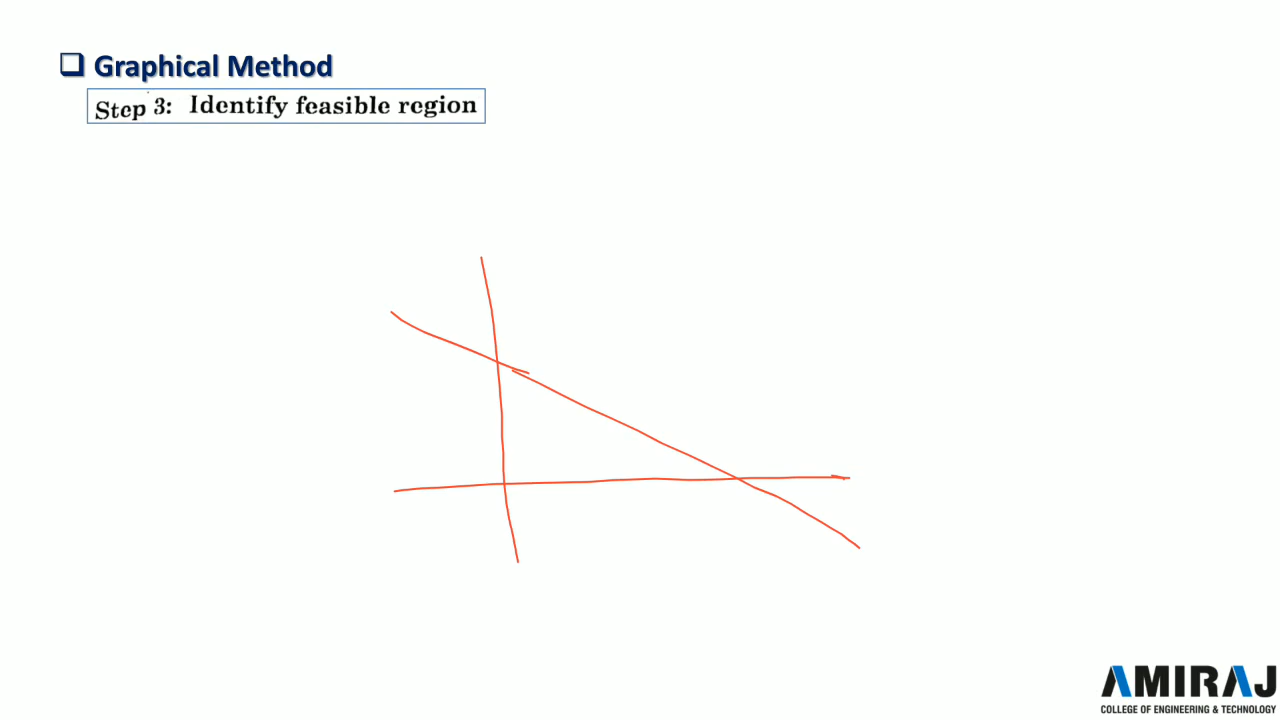 Graphical Method
Step 3: Identify feasible region
AMIRAJ
COLLEGE OF ENGINEERING & TECHNOLOGY